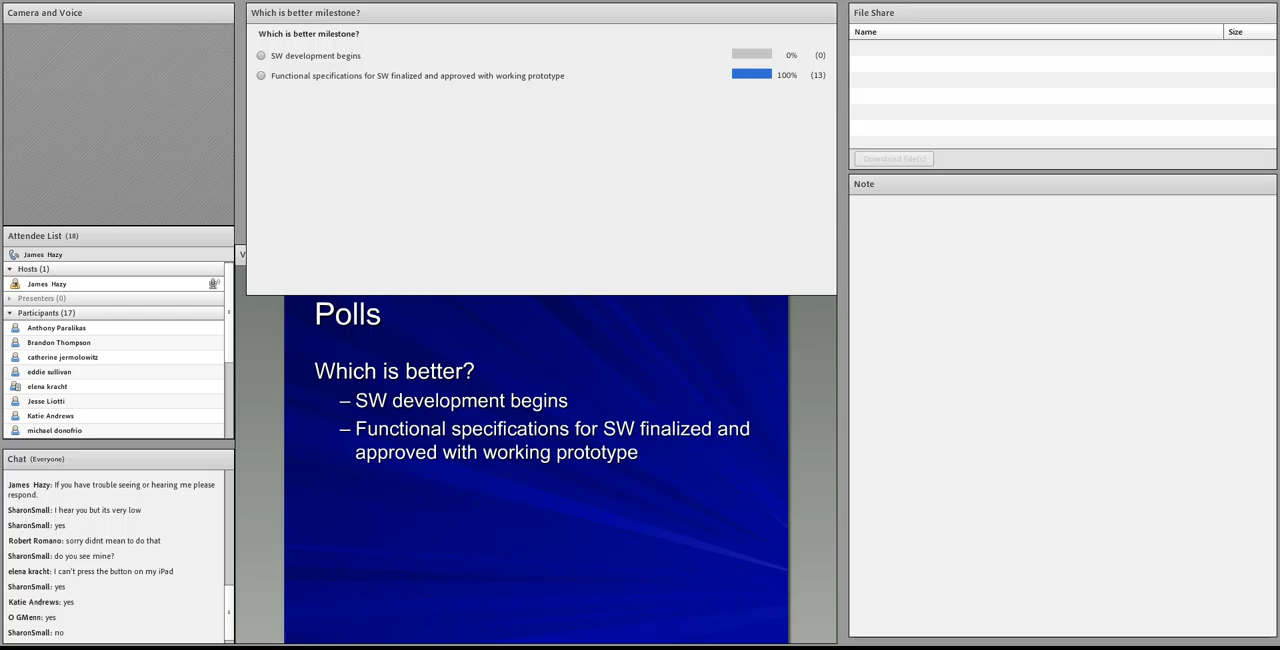 Camera and Voice
Attendee List (18)
James Hazy
Hosts (1)
James Hazy
Presenters (0)
Participants (17)
Anthony Paralikas
Brandon Thompson
catherine jermolowitz
eddie sullivan
elena kracht
Jesse Liotti
Katie Andrews
michael donofrio
Chat (Everyone)
James Hazy: If you have trouble seeing or hearing me please
respond.
SharonSmall: I hear you but its very low
SharonSmall: yes
Robert Romano: sorry didnt mean to do that
SharonSmall: do you see mine?
elena kracht: I can't press the button on my iPad
SharonSmall: yes
Katie Andrews: yes
O GMenn: yes
SharonSmall: no
Which is better milestone?
Which is better milestone?
SW development begins 0% (0)
Functional specifications for SW finalized and approved with working prototype 100% (13)
V
Polls
Which is better?
– SW development begins
– Functional specifications for SW finalized and
approved with working prototype
File Share
Name Size
Download File(s)
Note